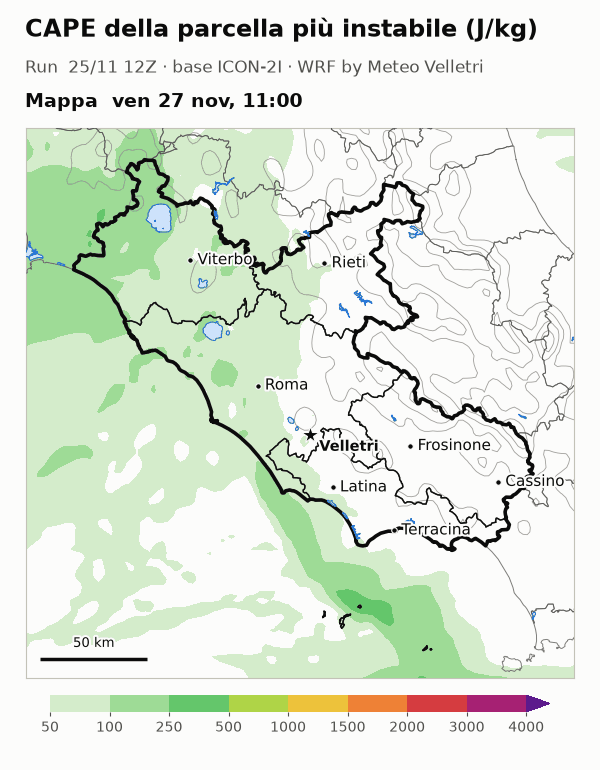 CAPE della parcella più instabile (J/kg)
Run  25/11 12Z · base ICON-2I · WRF by Meteo Velletri
Mappa  ven 27 nov, 11:00
Viterbo
Rieti
Roma
Velletri
Frosinone
Cassino
Latina
Terracina
50 km
50 100 250 500 1000 1500 2000 3000 4000